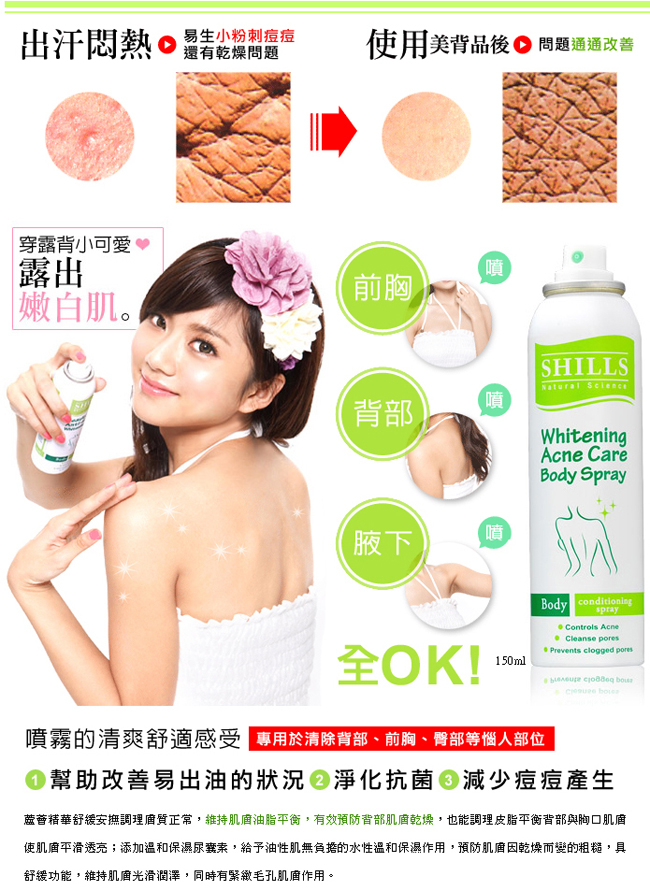 出汗悶熱
易生小粉刺痘痘
還有乾燥問題
使用美背品後
問題通通改善
穿露背小可愛
露出
嫩白肌。
前胸
噴
背部
噴
腋下
噴
全OK!
150ml
SHILLS
Natural Science
Whitening
Acne Care
Body Spray
Body
conditioning
spray
Controls Acne
Cleanse pores
Prevents clogged pores
噴霧的清爽舒適感受
專用於清除背部、前胸、臀部等惱人部位
1幫助改善易出油的狀況2淨化抗菌3減少痘痘產生
蘆薈精華舒緩安撫調理膚質正常，維持肌膚油脂平衡，有效預防背部肌膚乾燥，也能調理皮脂平衡背部與胸口肌膚
使肌膚平滑透亮；添加溫和保濕尿囊素，給予油性肌無負擔的水性溫和保濕作用，預防肌膚因乾燥而變的粗糙，具
舒緩功能，維持肌膚光滑潤澤，同時有緊緻毛孔肌膚作用。